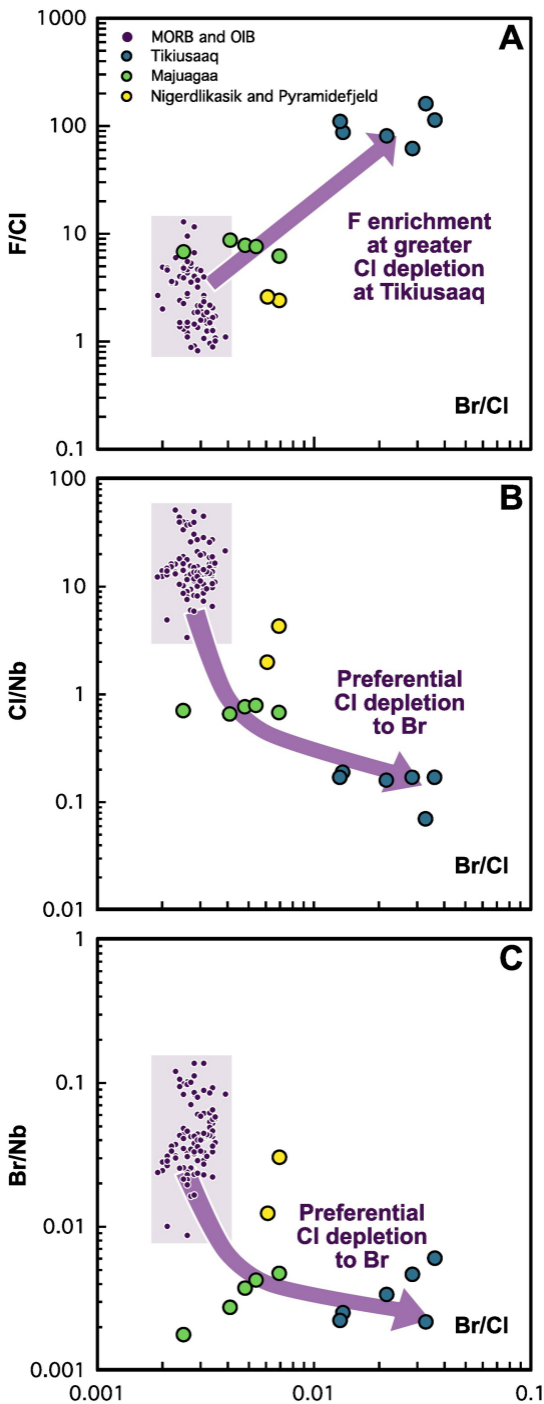 1000
A
MORB and OIB
Tikiusaaq
Majuagaa
Nigerdlikasik and Pyramidefjeld
100
F/Cl
10
F enrichment
at greater
Cl depletion
at Tikiusaaq
1
Br/Cl
0.1
100
B
10
Cl/Nb
1
Preferential
Cl depletion
to Br
0.1
Br/Cl
0.01
1
C
0.1
Br/Nb
0.01
Preferential
Cl depletion
to Br
Br/Cl
0.001
0.001
0.01
0.1